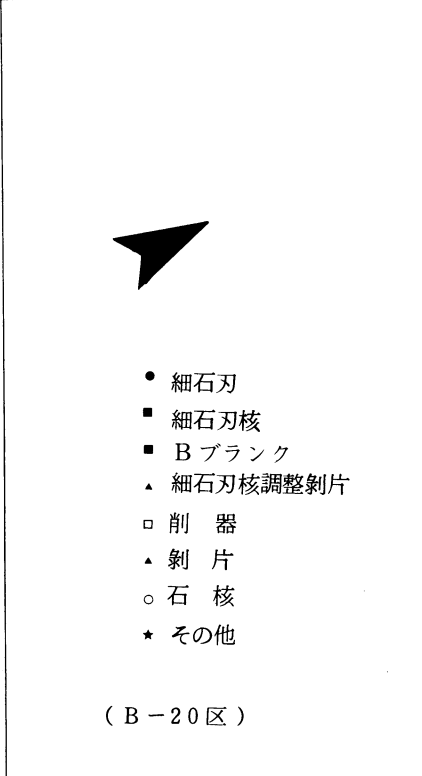 ● 細石刃
■ 細石刃核
■ Bブランク
▲ 細石刃核調整剝片
□ 削　器
▲ 剝　片
○ 石　核
★ その他
(B－20区)